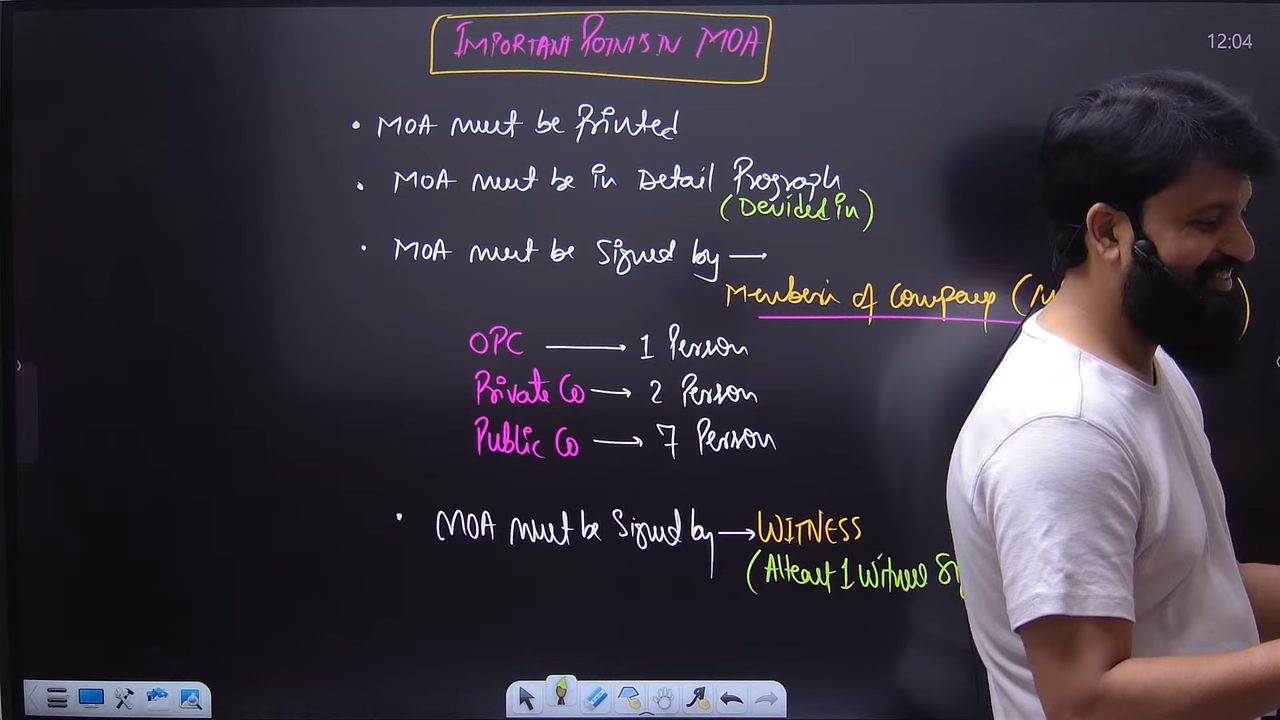 IMPORTANT POINTS IN MOA
12:04
• MOA must be Printed
• MOA must be in Detail Prograph
(Devided in)
• MOA must be Signed by →
Members of Company (
OPC → 1 Person
Private Co → 2 Person
Public Co → 7 Person
• MOA must be Signed by → WITNESS
(Atleast 1 Witness